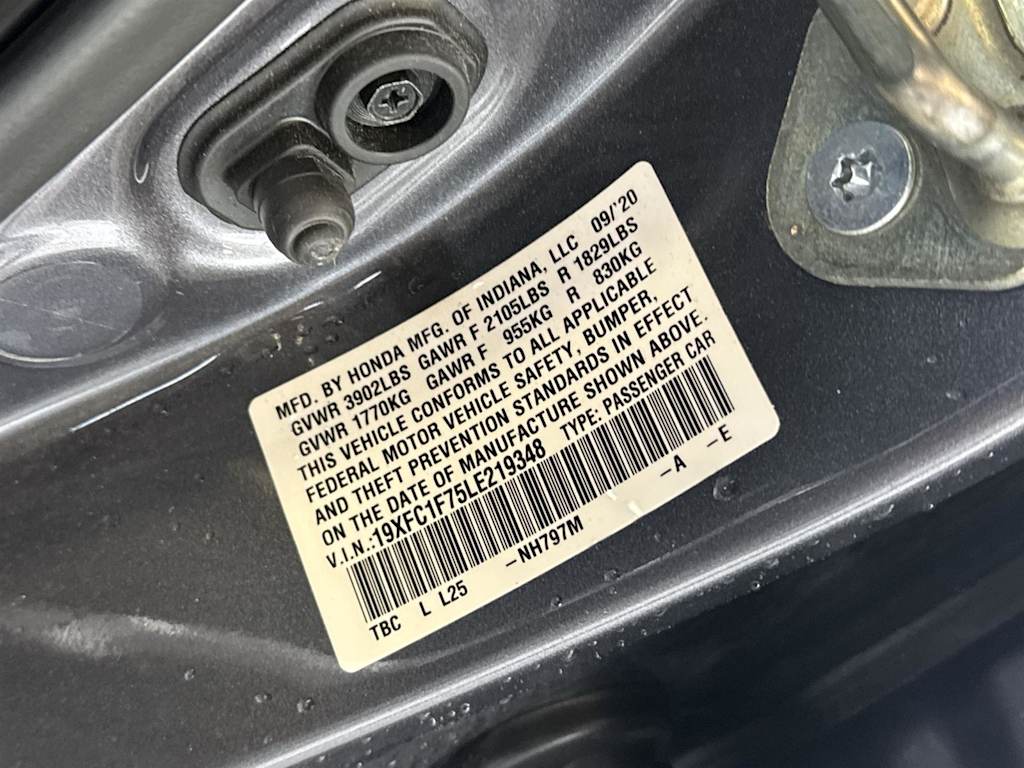 MFD. BY HONDA MFG. OF INDIANA, LLC 09/'20
GVWR 3902LBS GAWR F 2105LBS R 1829LBS
GVWR 1770KG GAWR F 955KG R 830KG
THIS VEHICLE CONFORMS TO ALL APPLICABLE
FEDERAL MOTOR VEHICLE SAFETY, BUMPER,
AND THEFT PREVENTION STANDARDS IN EFFECT
ON THE DATE OF MANUFACTURE SHOWN ABOVE.
V.I.N.:19XFC1F75LE219348 TYPE: PASSENGER CAR
TBC L L25 -NH797M -A -E